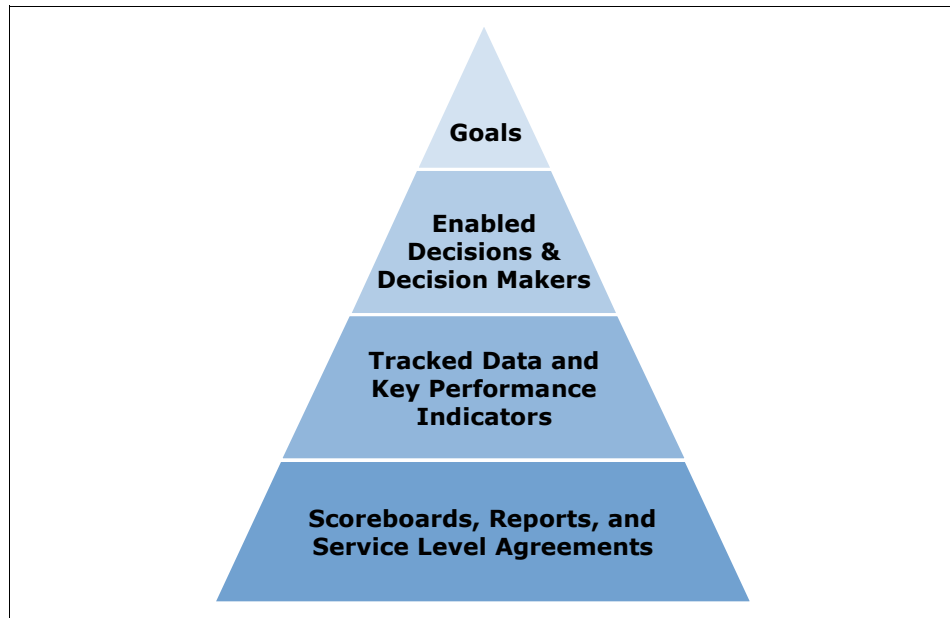 Goals
Enabled
Decisions &
Decision Makers
Tracked Data and
Key Performance
Indicators
Scoreboards, Reports, and
Service Level Agreements